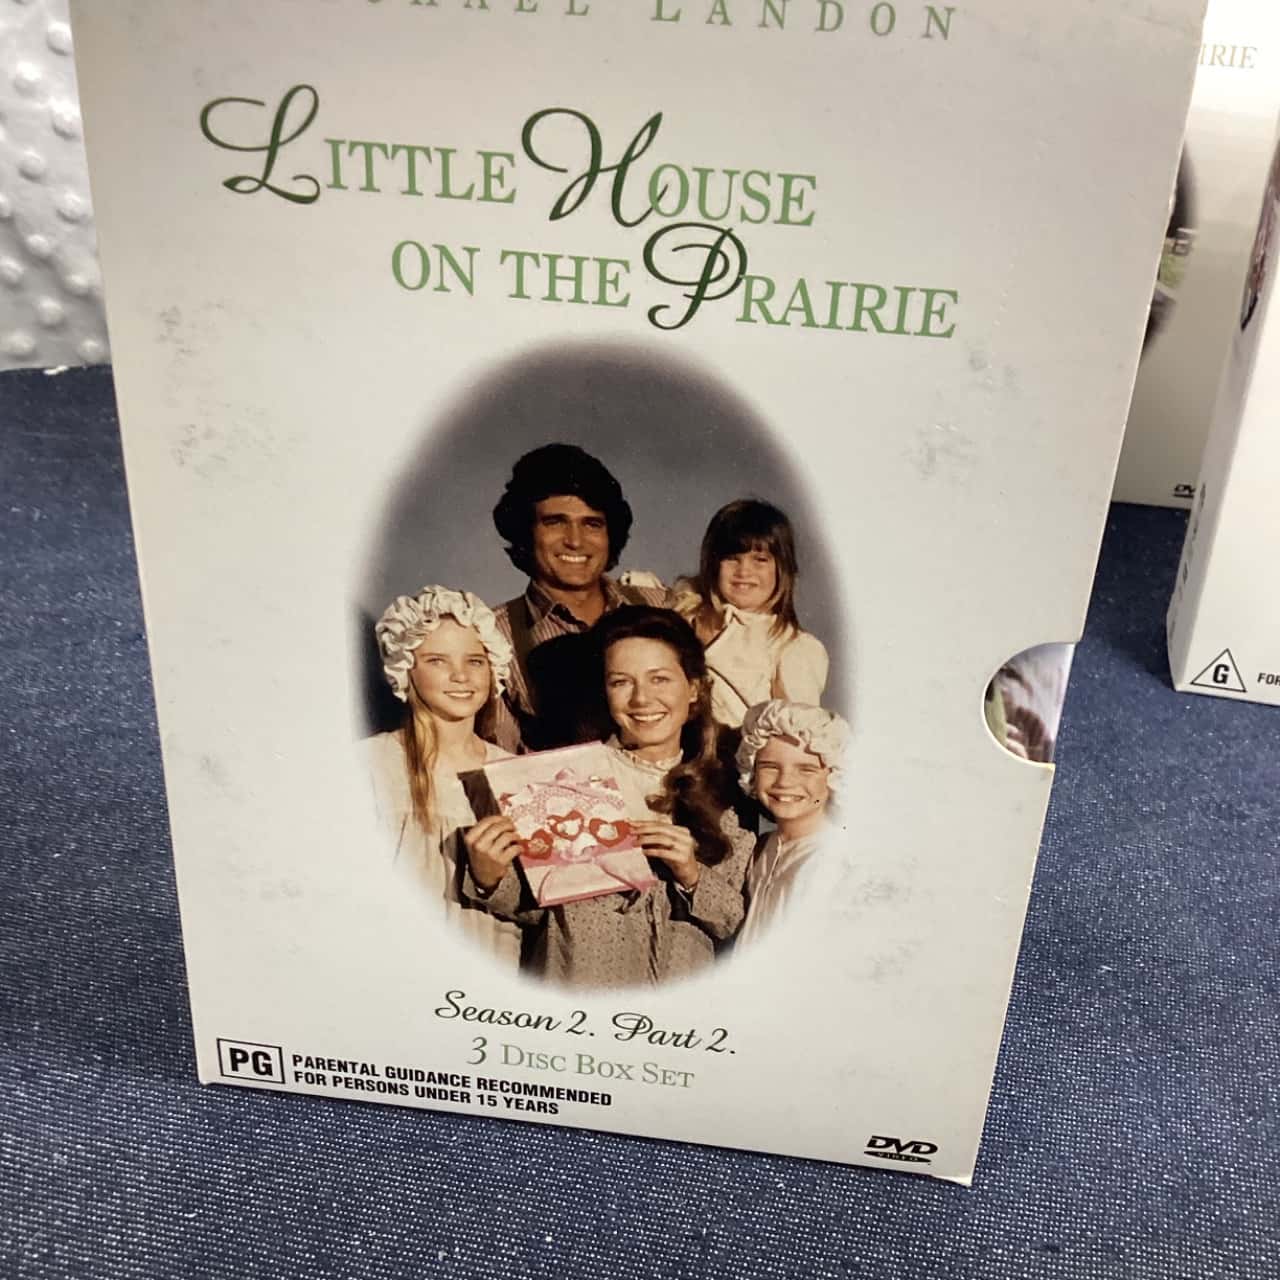 LANDON
LITTLE HOUSE
ON THE PRAIRIE
Season 2. Part 2.
3 DISC BOX SET
PG PARENTAL GUIDANCE RECOMMENDED
FOR PERSONS UNDER 15 YEARS
DVD
VIDEO
G